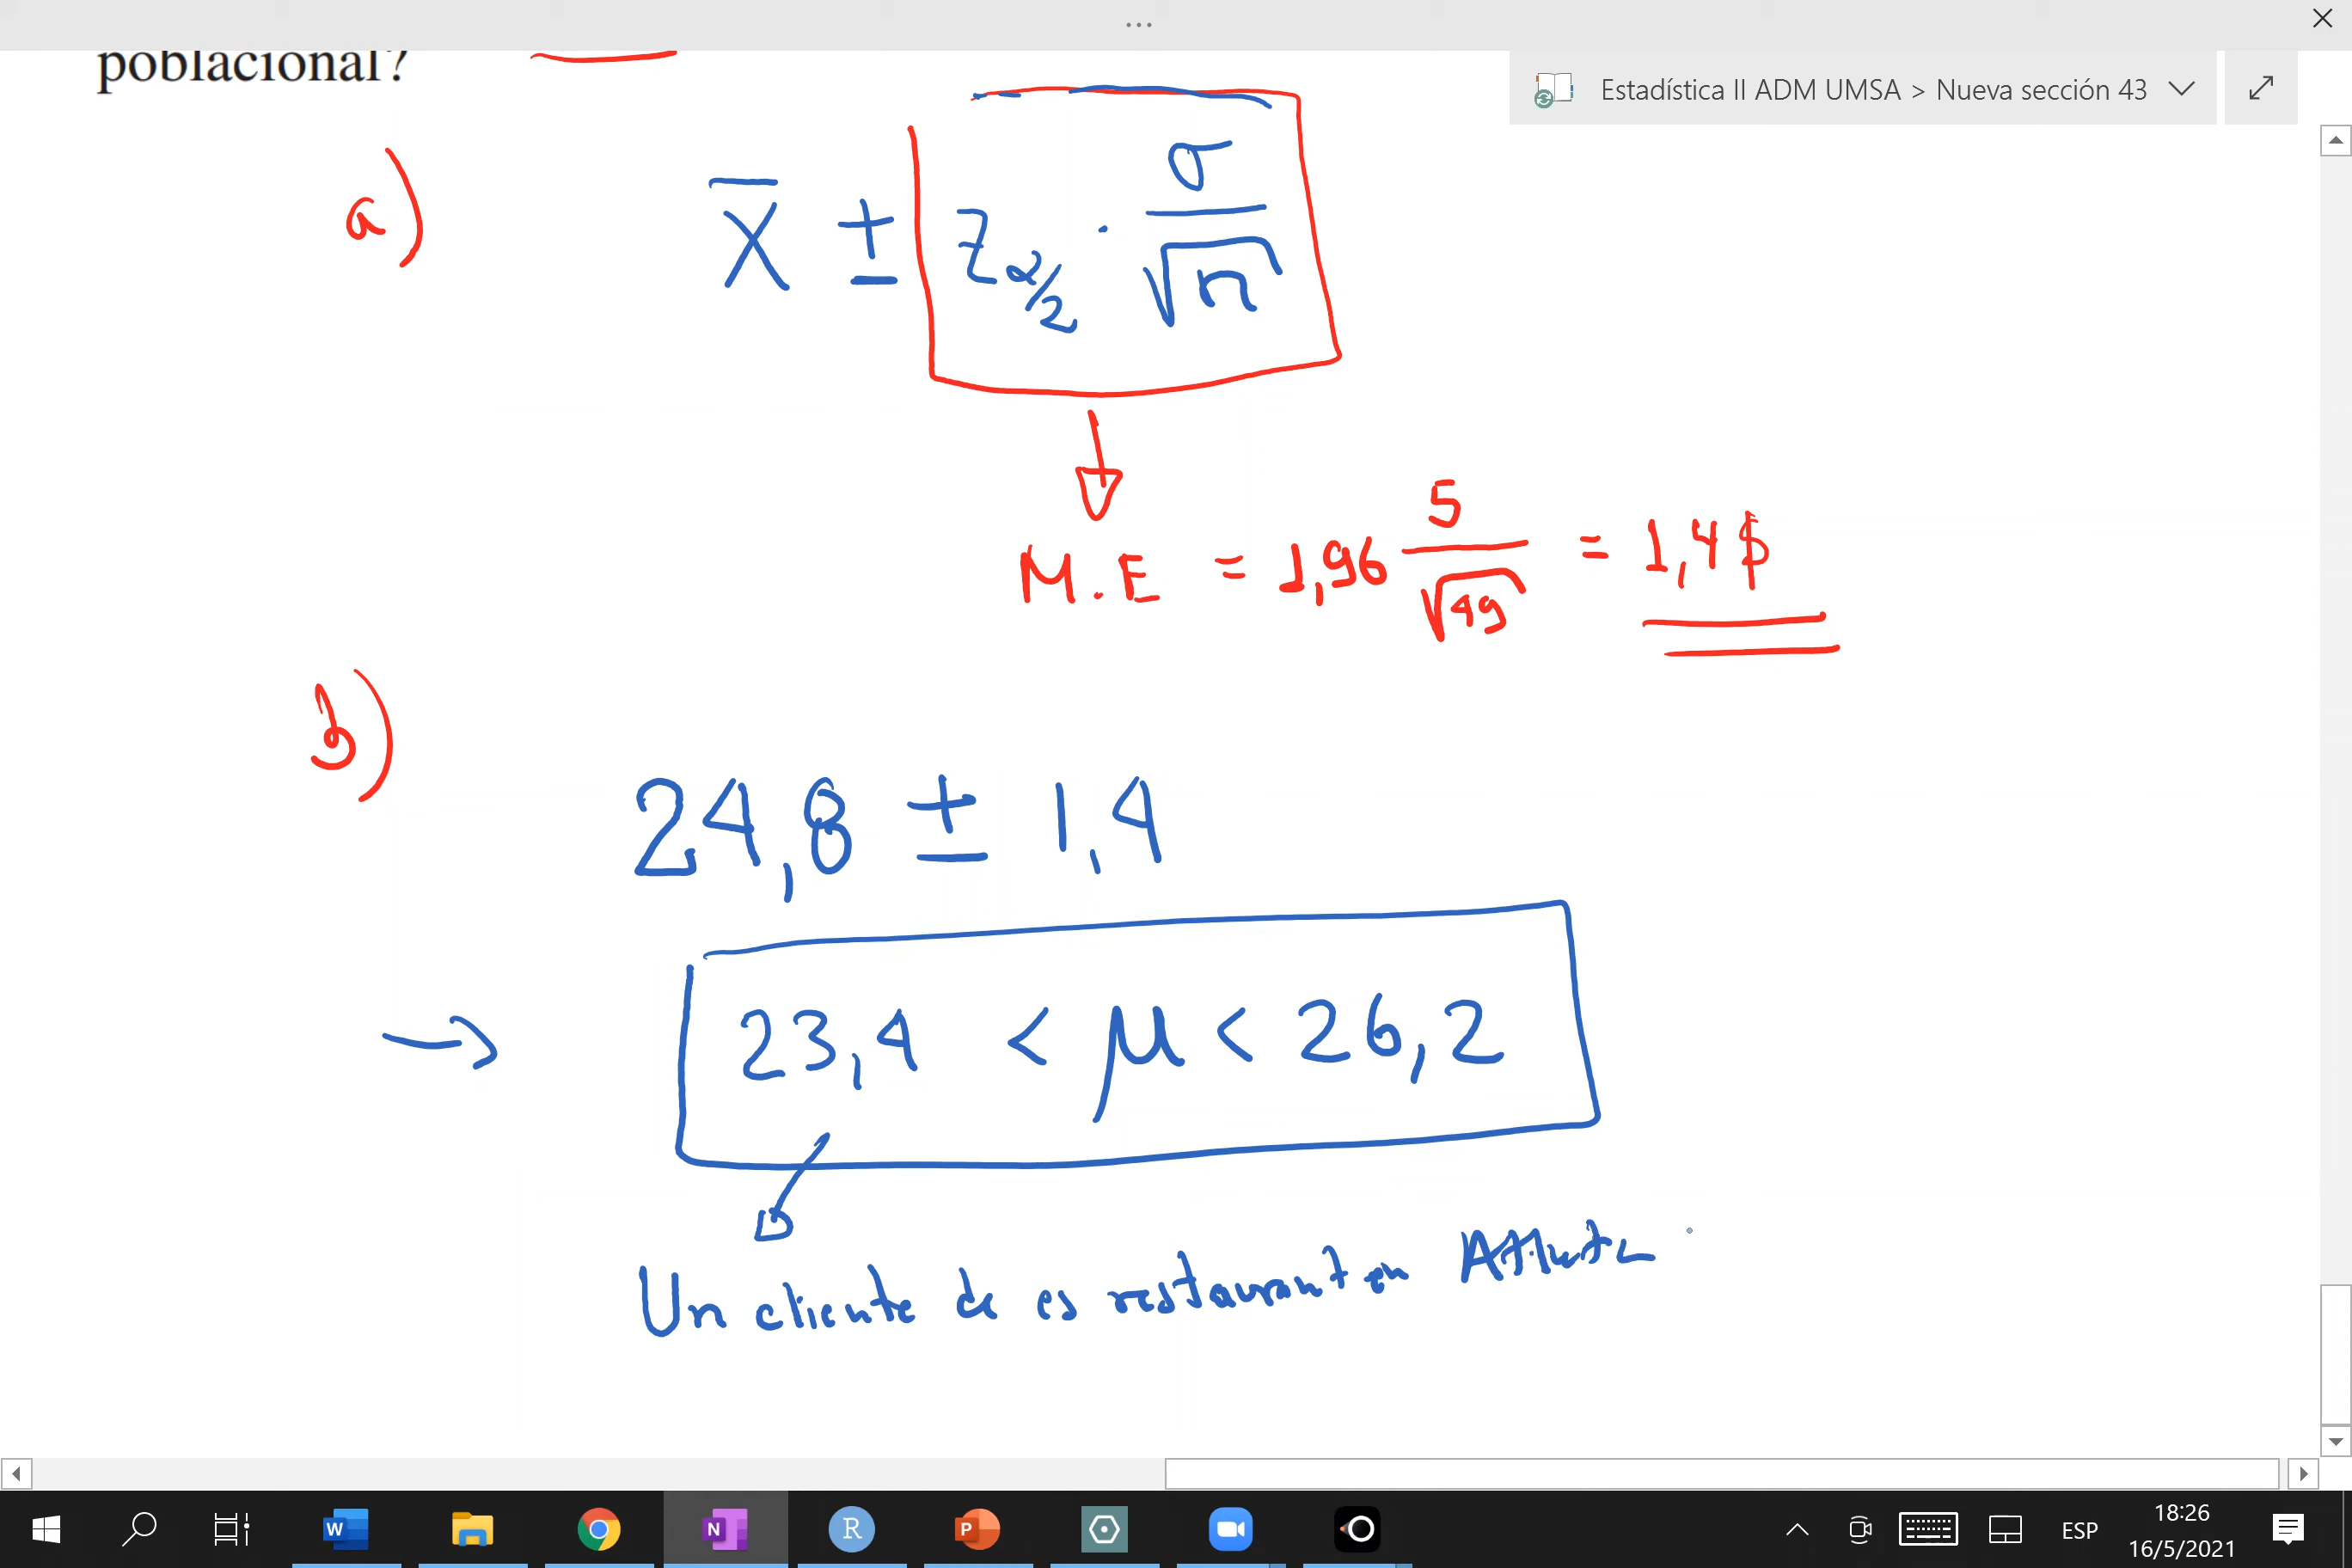 poblacional?
Estadística II ADM UMSA > Nueva sección 43
a)
X̄ ± Z α/2 · σ/√n
M.E = 1,96 5/√49 = 1,4 $
b)
24,8 ± 1,4
→ 23,4 < μ < 26,2
Un cliente de es restaurant en Atlanta
W N R P
ESP
18:26
16/5/2021